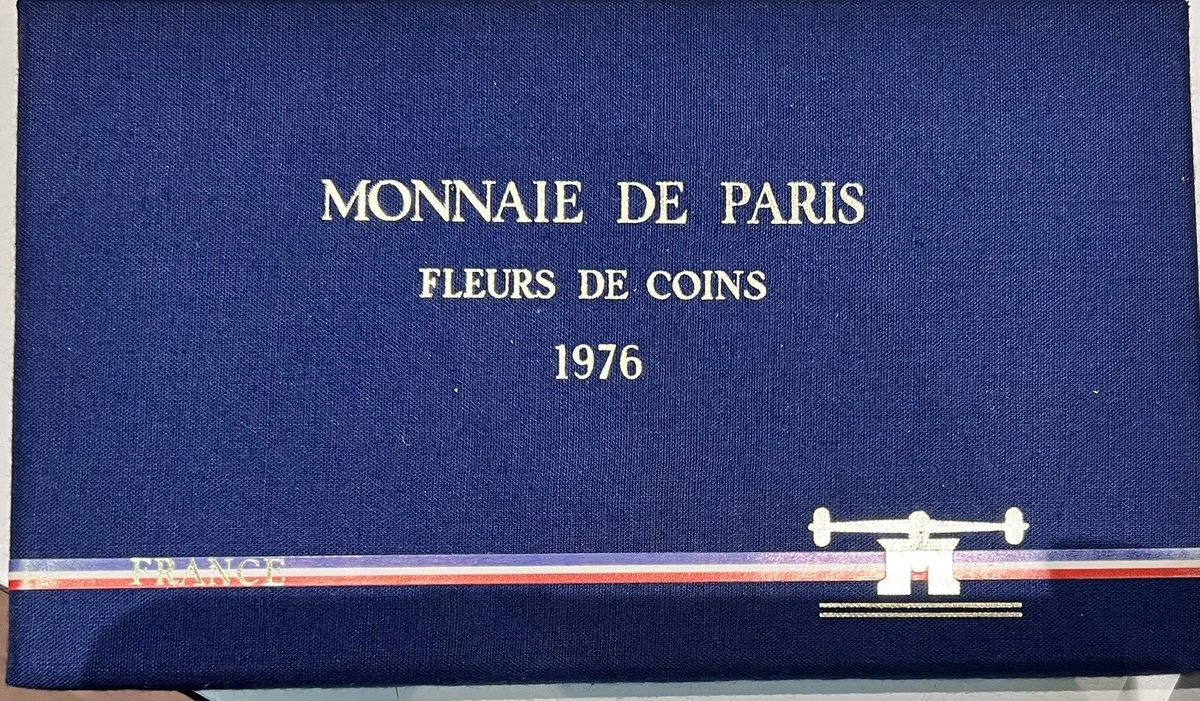 MONNAIE DE PARIS
FLEURS DE COINS
1976
FRANCE